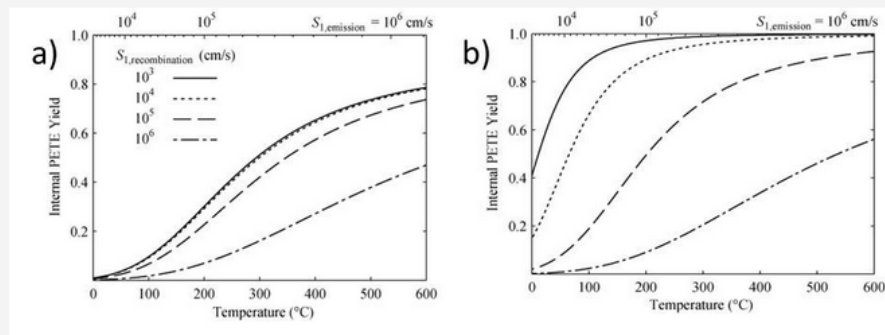 10⁴ 10⁵ S₁,emission = 10⁶ cm/s
a)
S₁,recombination (cm/s)
10³
10⁴
10⁵
10⁶
Internal PETE Yield
1.0
0.8
0.6
0.4
0.2
0 100 200 300 400 500 600
Temperature (°C)
10⁴ 10⁵ S₁,emission = 10⁶ cm/s
b)
Internal PETE Yield
1.0
0.8
0.6
0.4
0.2
0 100 200 300 400 500 600
Temperature (°C)